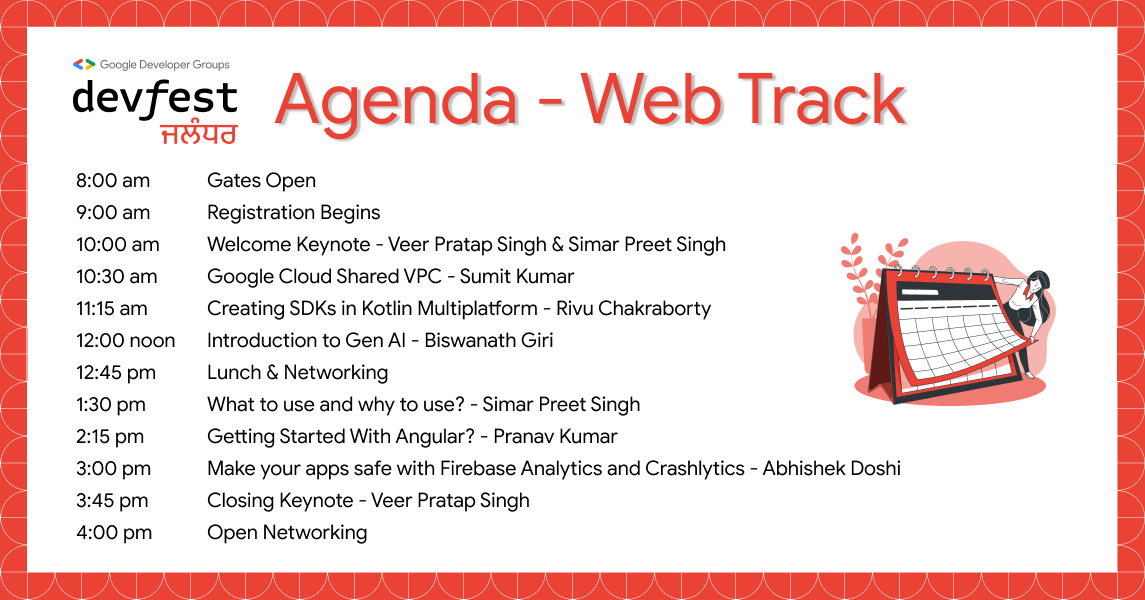 Google Developer Groups
devfest
ਜਲੰਧਰ
Agenda - Web Track
8:00 am Gates Open
9:00 am Registration Begins
10:00 am Welcome Keynote - Veer Pratap Singh & Simar Preet Singh
10:30 am Google Cloud Shared VPC - Sumit Kumar
11:15 am Creating SDKs in Kotlin Multiplatform - Rivu Chakraborty
12:00 noon Introduction to Gen AI - Biswanath Giri
12:45 pm Lunch & Networking
1:30 pm What to use and why to use? - Simar Preet Singh
2:15 pm Getting Started With Angular? - Pranav Kumar
3:00 pm Make your apps safe with Firebase Analytics and Crashlytics - Abhishek Doshi
3:45 pm Closing Keynote - Veer Pratap Singh
4:00 pm Open Networking